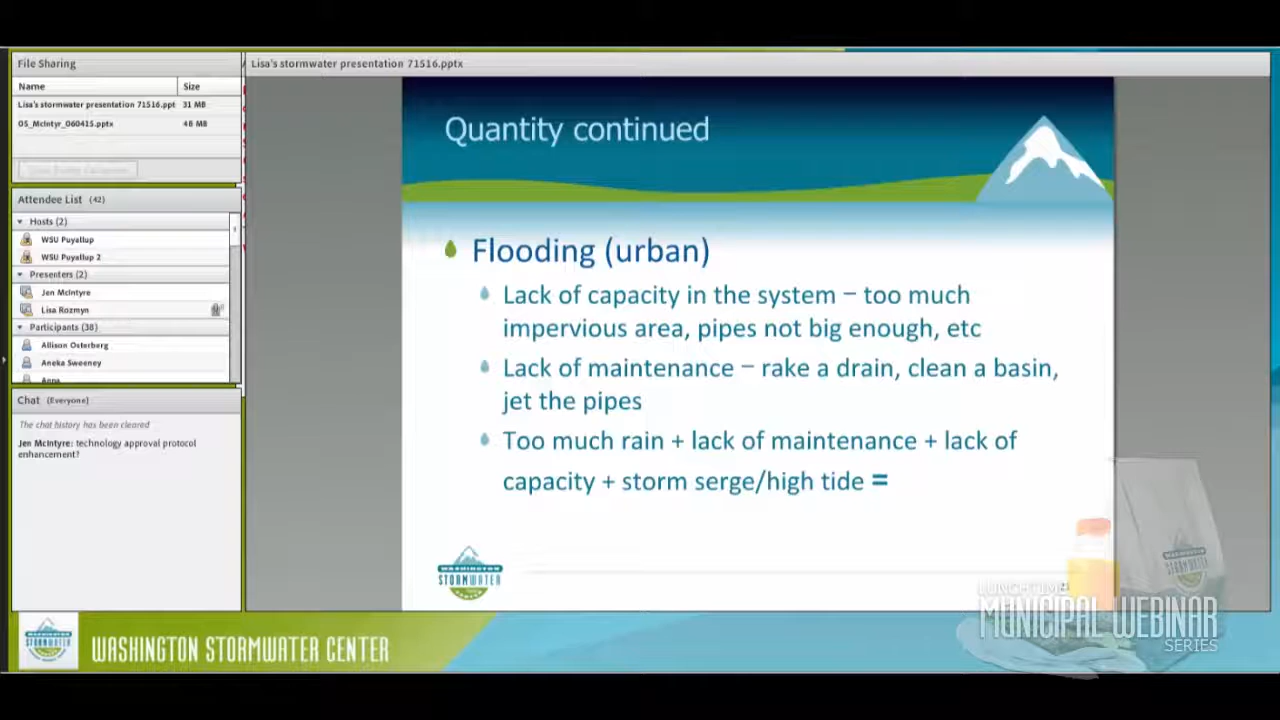 File Sharing
Name Size
Lisa's stormwater presentation 71516.ppt 31 MB
05_McIntyr_060415.pptx 48 MB
Attendee List (42)
Hosts (2)
WSU Puyallup
WSU Puyallup 2
Presenters (2)
Jen McIntyre
Lisa Rozmyn
Participants (38)
Allison Osterberg
Aneka Sweeney
Anna
Chat (Everyone)
The chat history has been cleared
Jen McIntyre: technology approval protocol
enhancement?
Lisa's stormwater presentation 71516.pptx
Quantity continued
Flooding (urban)
Lack of capacity in the system – too much
impervious area, pipes not big enough, etc
Lack of maintenance – rake a drain, clean a basin,
jet the pipes
Too much rain + lack of maintenance + lack of
capacity + storm serge/high tide =
WASHINGTON
STORMWATER
WASHINGTON STORMWATER CENTER
LUNCHTIME
MUNICIPAL WEBINAR
SERIES